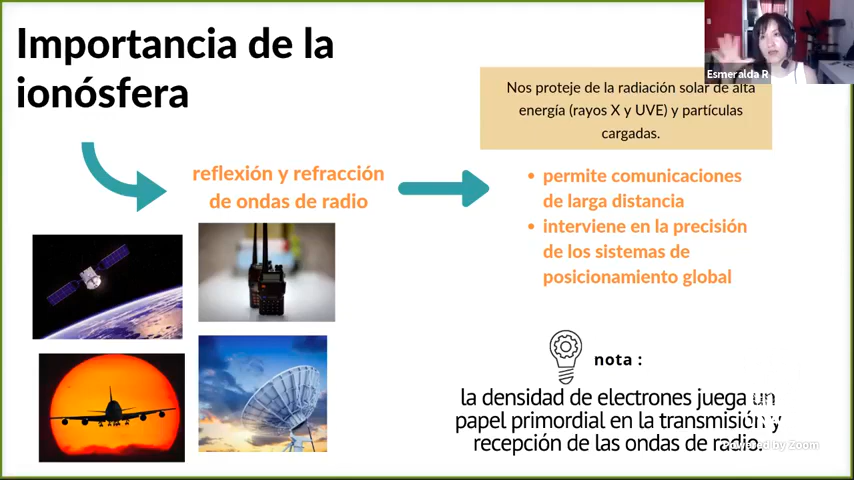 Importancia de la
ionósfera
Esmeralda R
Nos proteje de la radiación solar de alta
energía (rayos X y UVE) y partículas
cargadas.
reflexión y refracción
de ondas de radio
• permite comunicaciones
de larga distancia
• interviene en la precisión
de los sistemas de
posicionamiento global
nota :
la densidad de electrones juega un
papel primordial en la transmisión y
recepción de las ondas de radio.
Powered by Zoom